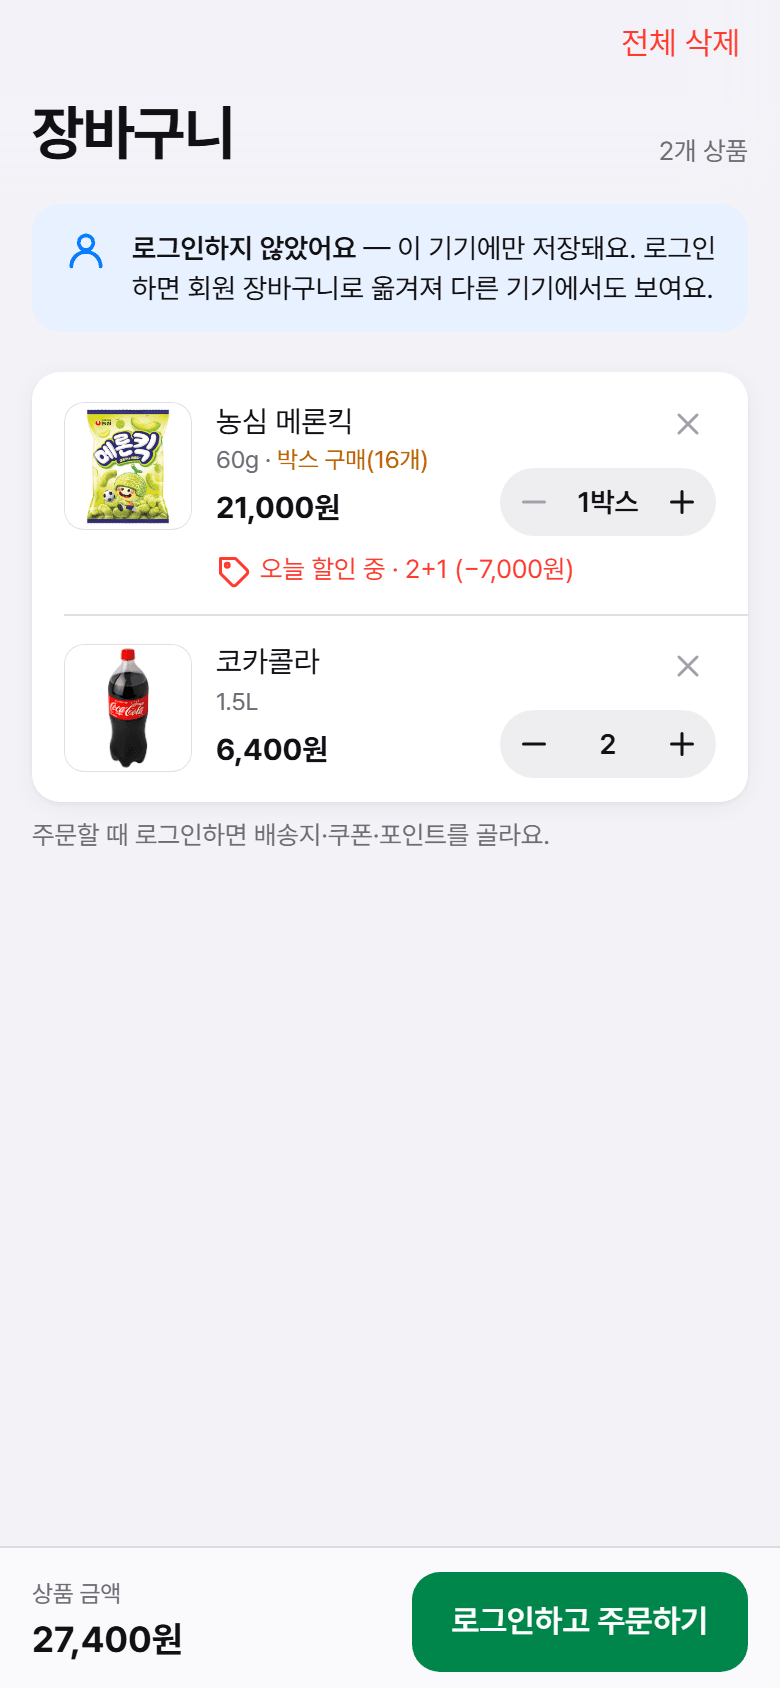 전체 삭제
장바구니
2개 상품
로그인하지 않았어요 — 이 기기에만 저장돼요. 로그인
하면 회원 장바구니로 옮겨져 다른 기기에서도 보여요.
농심 메론킥
60g · 박스 구매(16개)
21,000원
1박스
오늘 할인 중 · 2+1 (−7,000원)
농심
메론킥
코카콜라
1.5L
6,400원
2
Coca-Cola
주문할 때 로그인하면 배송지·쿠폰·포인트를 골라요.
상품 금액
27,400원
로그인하고 주문하기